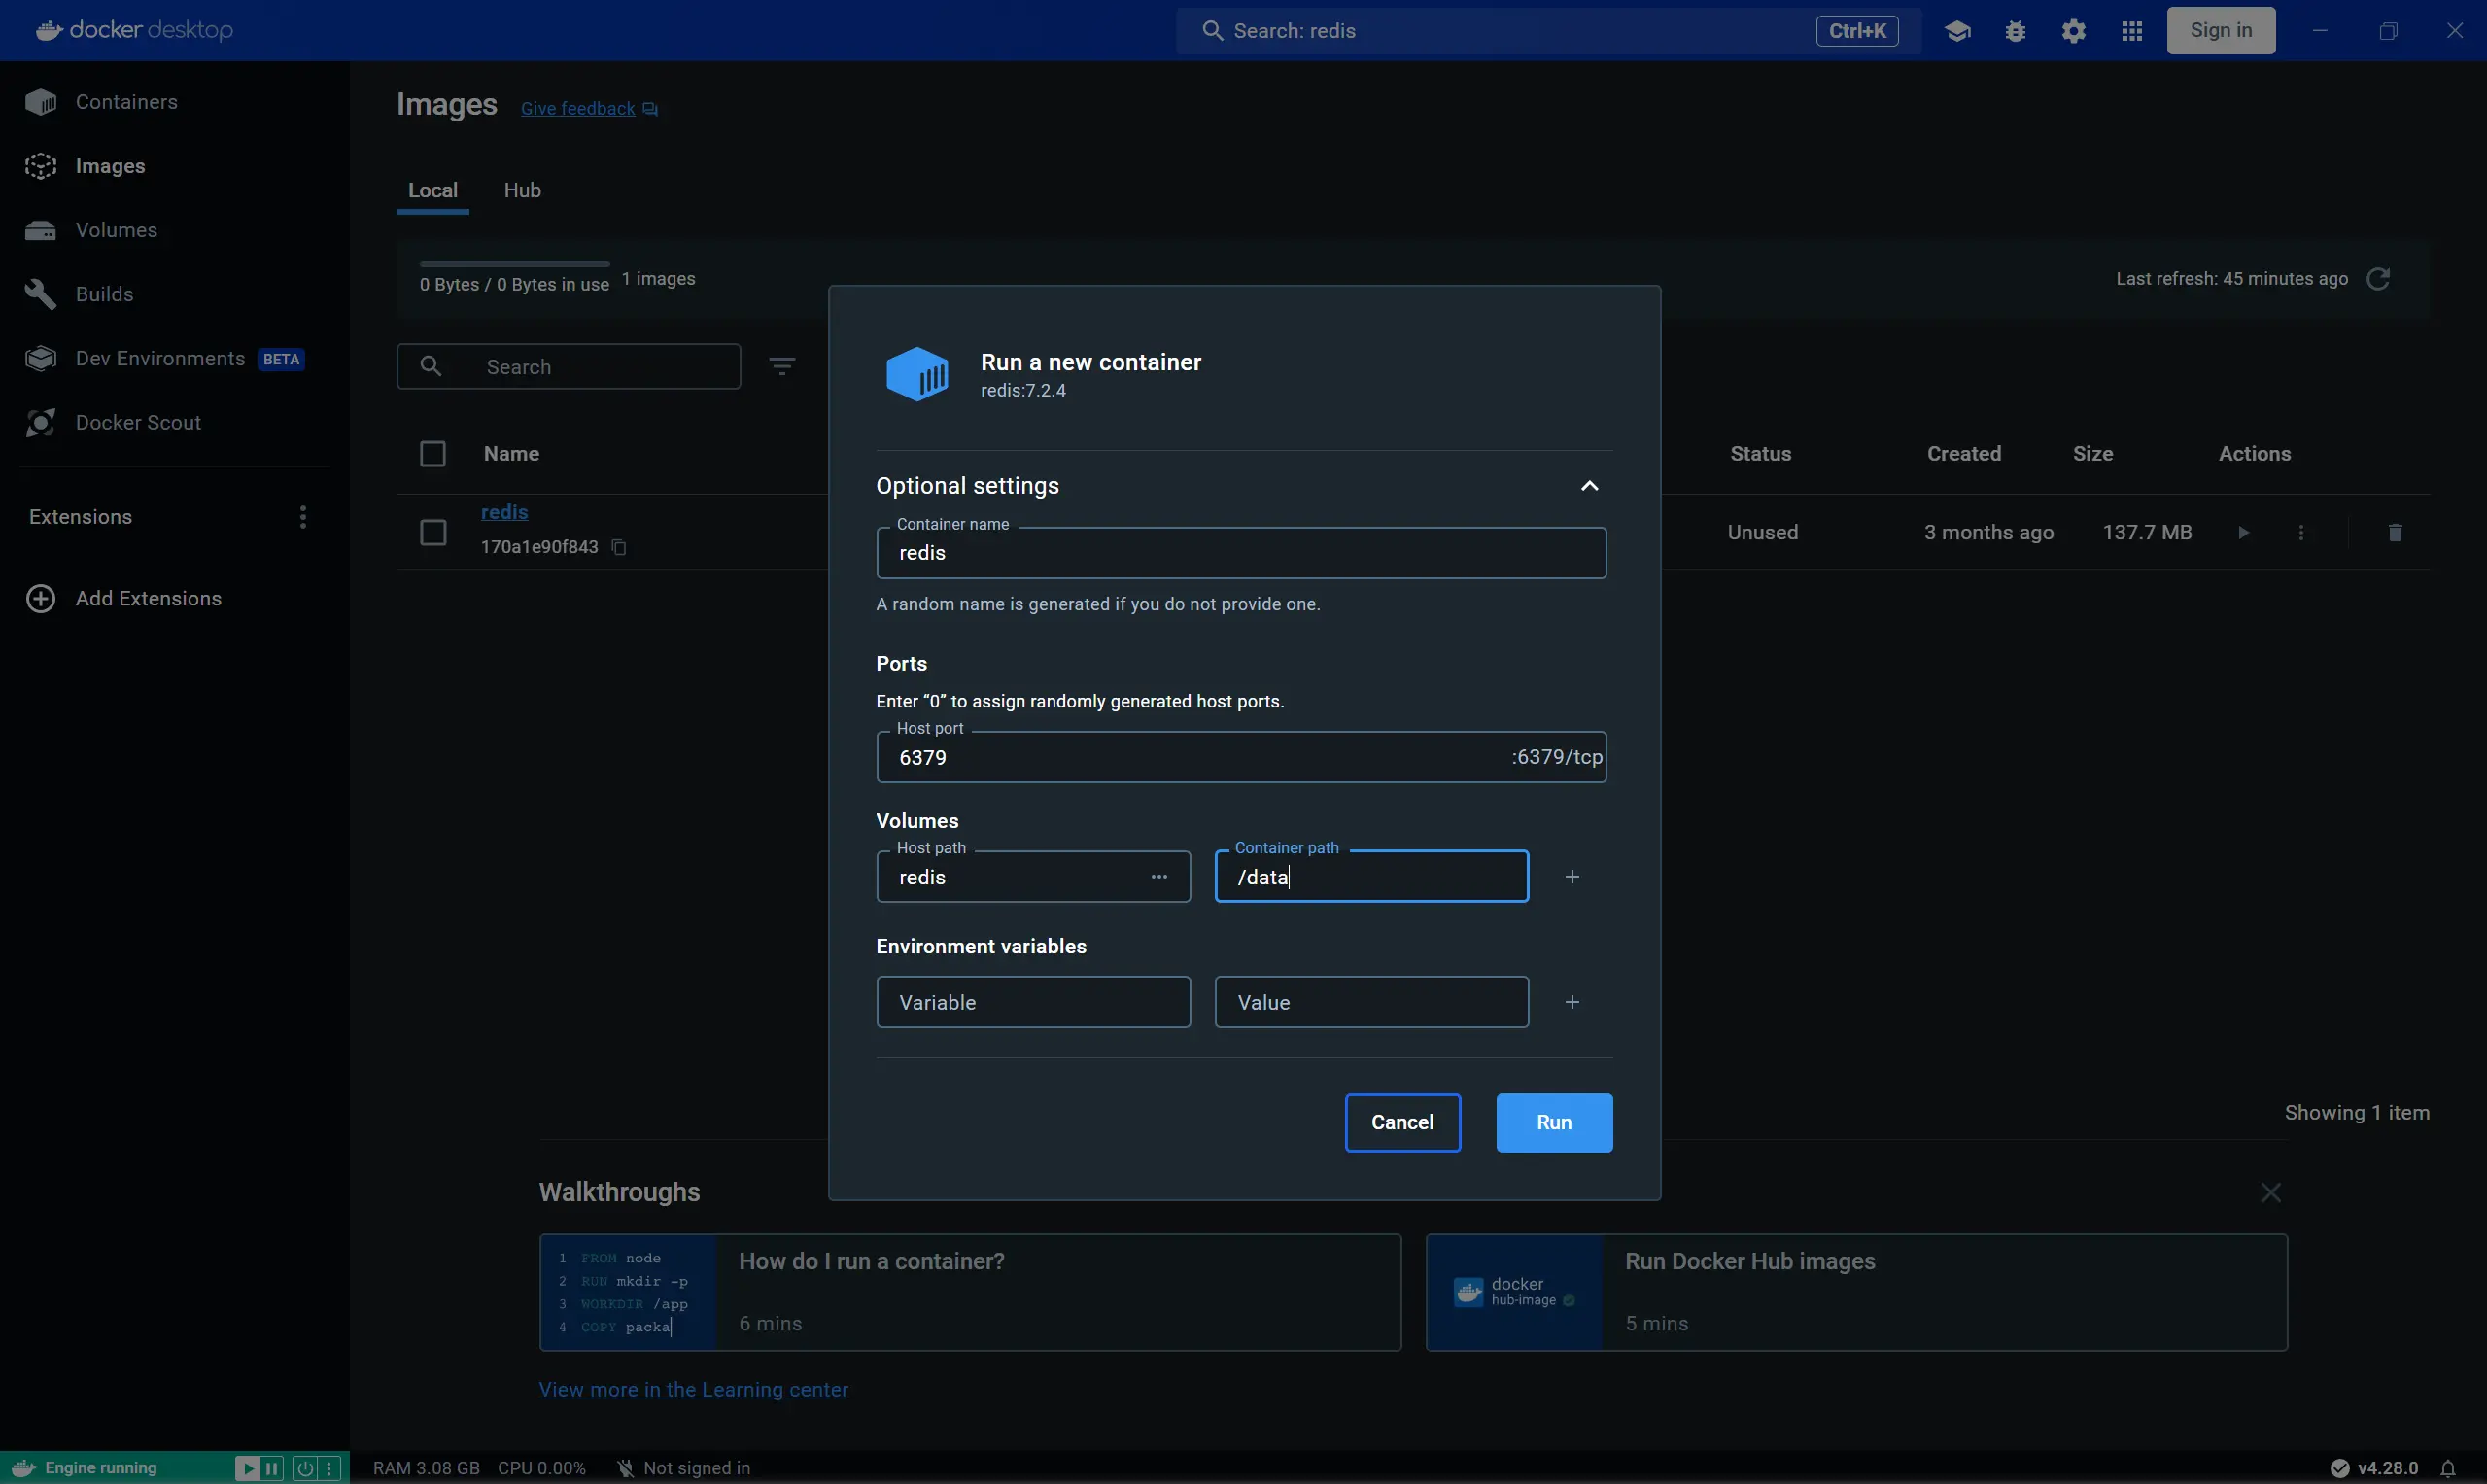 docker desktop
Search: redis
Ctrl+K
Sign in
Containers
Images
Volumes
Builds
Dev Environments BETA
Docker Scout
Extensions
Add Extensions
Images Give feedback
Local Hub
0 Bytes / 0 Bytes in use 1 images
Last refresh: 45 minutes ago
Search
Name Status Created Size Actions
redis
170a1e90f843
Unused 3 months ago 137.7 MB
Run a new container
redis:7.2.4
Optional settings
Container name
redis
A random name is generated if you do not provide one.
Ports
Enter “0” to assign randomly generated host ports.
Host port
6379 :6379/tcp
Volumes
Host path Container path
redis ••• /data
+
Environment variables
Variable Value
+
Cancel Run
Showing 1 item
Walkthroughs
1 FROM node
2 RUN mkdir -p
3 WORKDIR /app
4 COPY packa
How do I run a container?
6 mins
docker
hub-image
Run Docker Hub images
5 mins
View more in the Learning center
Engine running
RAM 3.08 GB CPU 0.00% Not signed in
v4.28.0